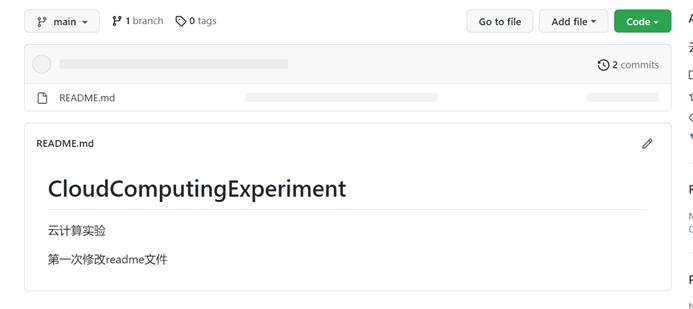 main
1 branch
0 tags
Go to file
Add file
Code
2 commits
README.md
README.md
CloudComputingExperiment
云计算实验
第一次修改readme文件